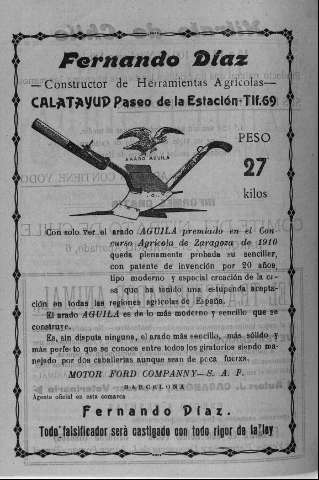 Fernando Díaz
—Constructor de Herramientas Agrícolas—
CALATAYUD Paseo de la Estación-Tlf. 69
ARADO AGUILA
PESO
27
kilos
Con solo ver el arado AGUILA premiado en el Con-
curso Agrícola de Zaragoza de 1910
queda plenamente probada su sencillez,
con patente de invención por 20 años,
tipo moderno y especial creación de la ca-
sa que ha tenido una estupenda acepta-
ción en todas las regiones agrícolas de España.
El arado AGUILA es de lo más moderno y sencillo que se
construye.
Es, sin disputa ninguna, el arado más sencillo, más sólido y
más perfecto que se conoce entre todos los giratorios siendo ma-
nejado por dos caballerías aunque sean de poca fuerza.
MOTOR FORD COMPANNY—S. A. F.
BARCELONA
Agente oficial en esta comarca
Fernando Díaz.
Todo falsificador será castigado con todo rigor de la ley